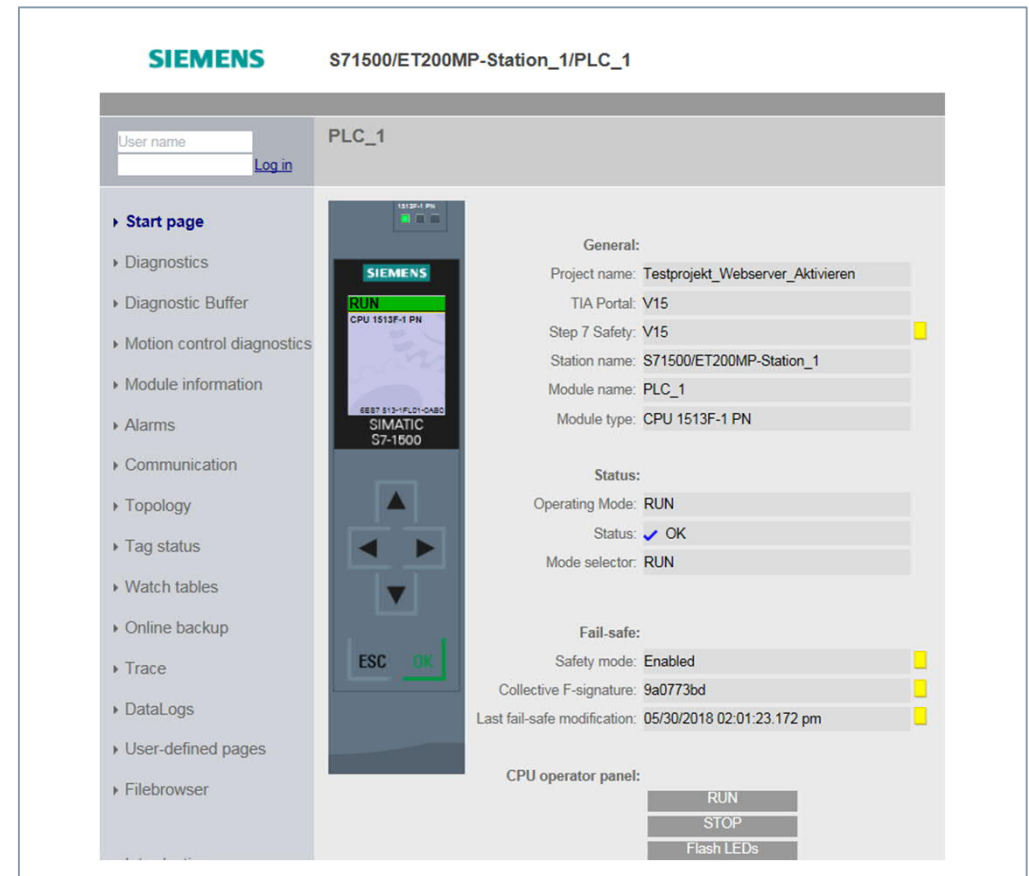 SIEMENS
S71500/ET200MP-Station_1/PLC_1
User name
Log in
PLC_1
Start page
Diagnostics
Diagnostic Buffer
Motion control diagnostics
Module information
Alarms
Communication
Topology
Tag status
Watch tables
Online backup
Trace
DataLogs
User-defined pages
Filebrowser
1513F-1 PN
SIEMENS
RUN
CPU 1513F-1 PN
6ES7 513-1FL01-0AB0
SIMATIC
S7-1500
ESC OK
General:
Project name: Testprojekt_Webserver_Aktivieren
TIA Portal: V15
Step 7 Safety: V15
Station name: S71500/ET200MP-Station_1
Module name: PLC_1
Module type: CPU 1513F-1 PN
Status:
Operating Mode: RUN
Status: OK
Mode selector: RUN
Fail-safe:
Safety mode: Enabled
Collective F-signature: 9a0773bd
Last fail-safe modification: 05/30/2018 02:01:23.172 pm
CPU operator panel:
RUN
STOP
Flash LEDs